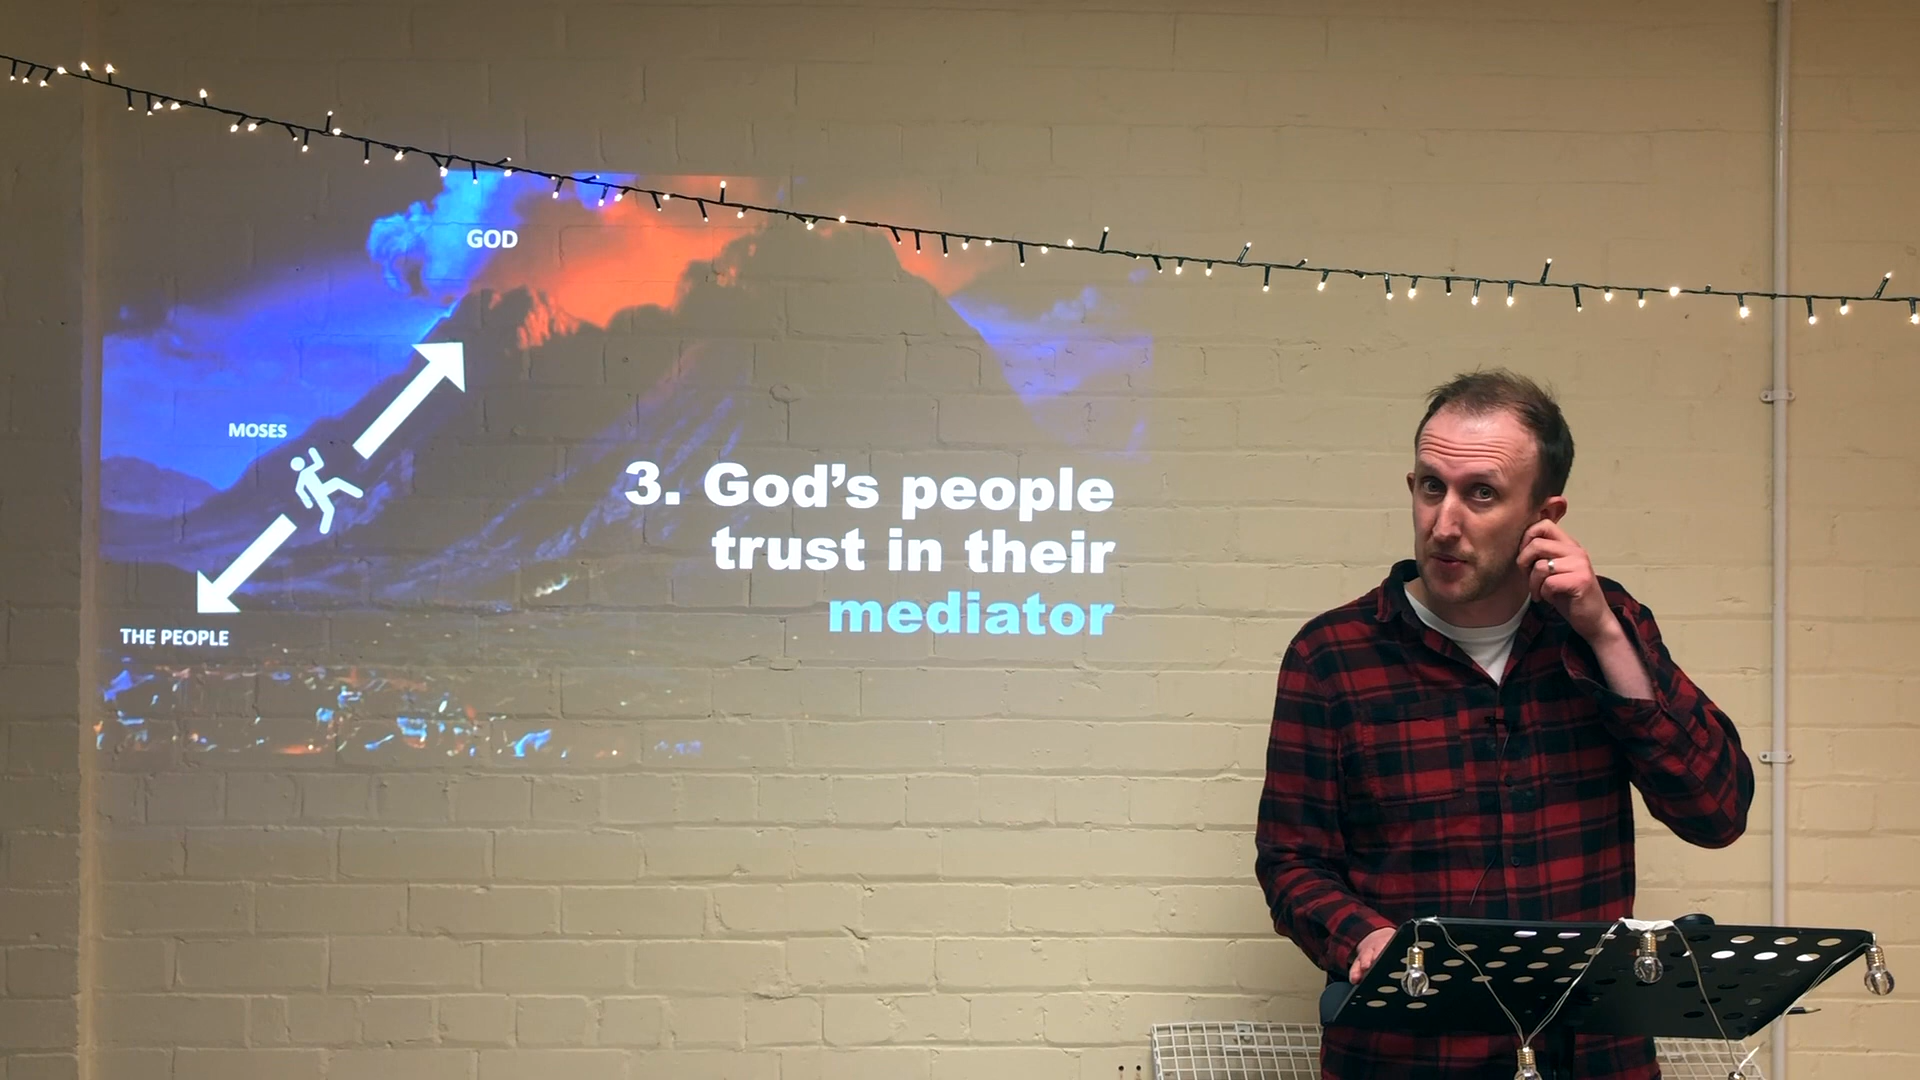 GOD
MOSES
THE PEOPLE
3. God’s people
trust in their
mediator